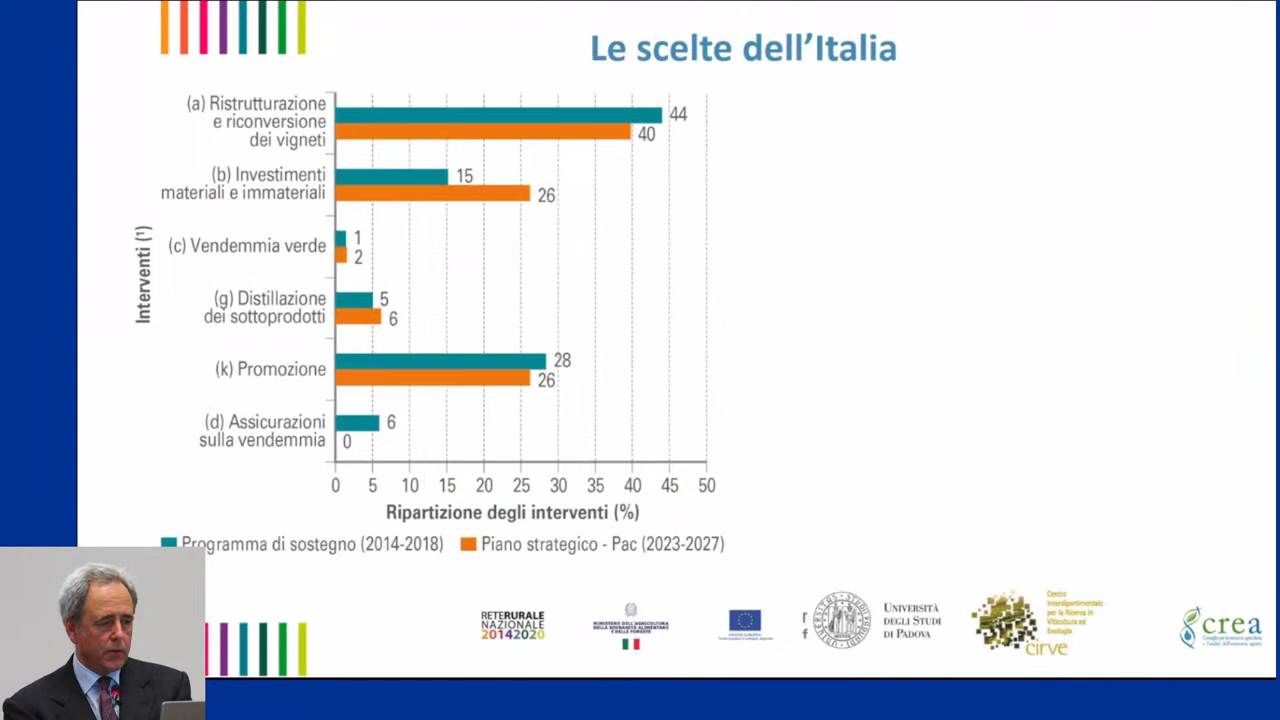 Le scelte dell'Italia
(a) Ristrutturazione
e riconversione
dei vigneti
44
40
(b) Investimenti
materiali e immateriali
15
26
Interventi (¹)
(c) Vendemmia verde
1
2
(g) Distillazione
dei sottoprodotti
5
6
(k) Promozione
28
26
(d) Assicurazioni
sulla vendemmia
6
0
0 5 10 15 20 25 30 35 40 45 50
Ripartizione degli interventi (%)
Programma di sostegno (2014-2018) Piano strategico - Pac (2023-2027)
RETERURALE
NAZIONALE
20142020
MINISTERO DELL'AGRICOLTURA
DELLA SOVRANITÀ ALIMENTARE
E DELLE FORESTE
UNIONE EUROPEA
r
f
UNIVERSITÀ
DEGLI STUDI
DI PADOVA
Centro
Interdipartimentale
per la Ricerca in
Viticoltura ed
Enologia
cirve
crea